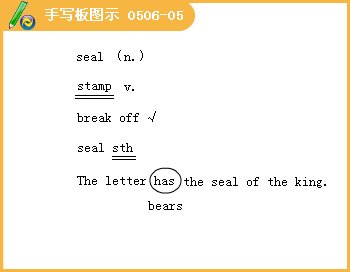 手写板图示 0506-05
seal （n.）
stamp v.
break off √
seal sth
The letter has the seal of the king.
bears